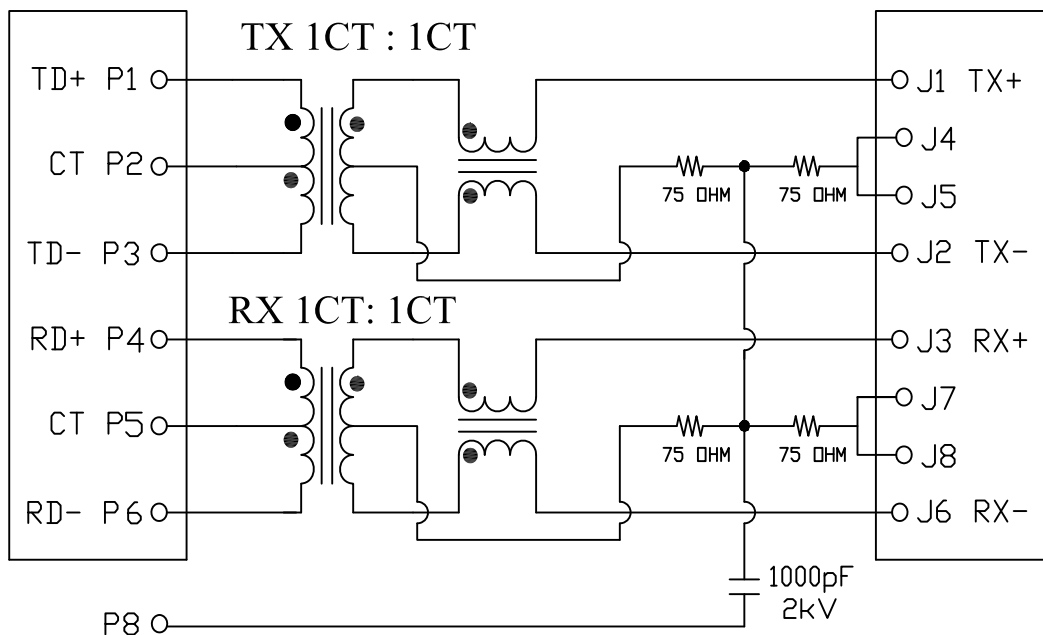 TX 1CT : 1CT
TD+ P1
J1 TX+
J4
CT P2
75 OHM
75 OHM
J5
TD- P3
J2 TX-
RX 1CT: 1CT
RD+ P4
J3 RX+
J7
CT P5
75 OHM
75 OHM
J8
RD- P6
J6 RX-
1000pF
2kV
P8